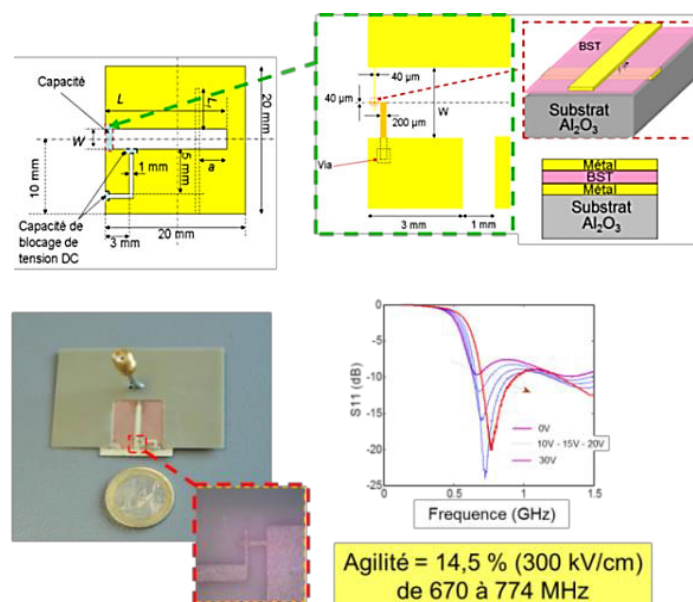 Capacité
L
L
W
10 mm
1 mm
5 mm
a
20 mm
Capacité de
blocage de
tension DC
3 mm
20 mm
40 µm
40 µm
200 µm
W
Via
3 mm
1 mm
BST
Substrat
Al₂O₃
Métal
BST
Métal
Substrat
Al₂O₃
0
-5
-10
-15
-20
-25
S11 (dB)
0V
10V - 15V - 20V
30V
0
0.5
1
1.5
Frequence (GHz)
Agilité = 14,5 % (300 kV/cm)
de 670 à 774 MHz